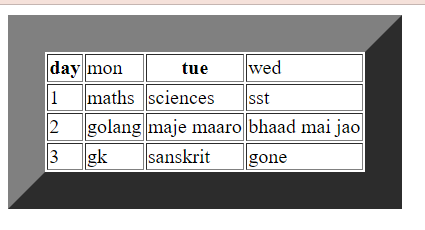 day mon tue wed
1 maths sciences sst
2 golang maje maaro bhaad mai jao
3 gk sanskrit gone